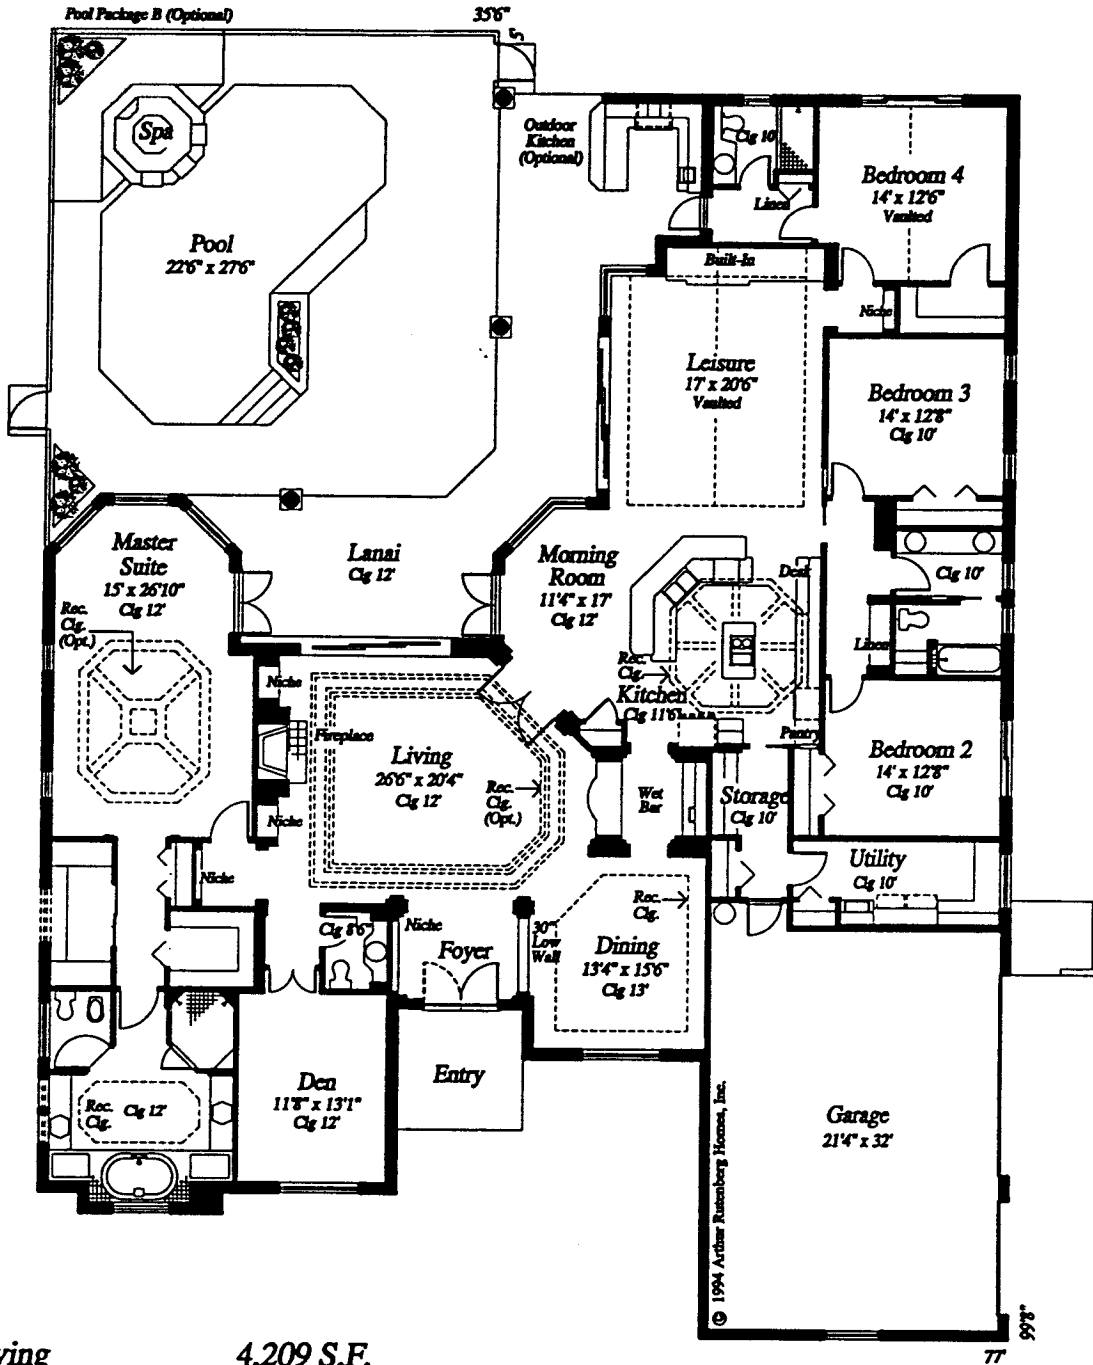 Pool Package B (Optional)
35'6"
5'
Spa
Outdoor
Kitchen
(Optional)
Clg 10'
Linen
Bedroom 4
14' x 12'6"
Vaulted
Pool
22'6" x 27'6"
Built-In
Niche
Leisure
17' x 20'6"
Vaulted
Bedroom 3
14' x 12'8"
Clg 10'
Master
Suite
15' x 26'10"
Clg 12'
Rec.
Clg.
(Opt.)
Lanai
Clg 12'
Morning
Room
11'4" x 17'
Clg 12'
Desk
Clg 10'
Linen
Rec.
Clg.
Kitchen
Clg 11'6"
Pantry
Niche
Fireplace
Living
26'6" x 20'4"
Clg 12'
Rec.
Clg.
(Opt.)
Niche
Wet
Bar
Storage
Clg 10'
Bedroom 2
14' x 12'8"
Clg 10'
Utility
Clg 10'
Niche
Rec.
Clg.
Clg 8'6"
Niche
Foyer
30"
Low
Wall
Dining
13'4" x 15'6"
Clg 13'
Entry
Den
11'8" x 13'1"
Clg 12'
Rec.
Clg.
Clg 12'
Garage
21'4" x 32'
© 1994 Arthur Rutenberg Homes, Inc.
99'8"
77'
4,209 S.F.